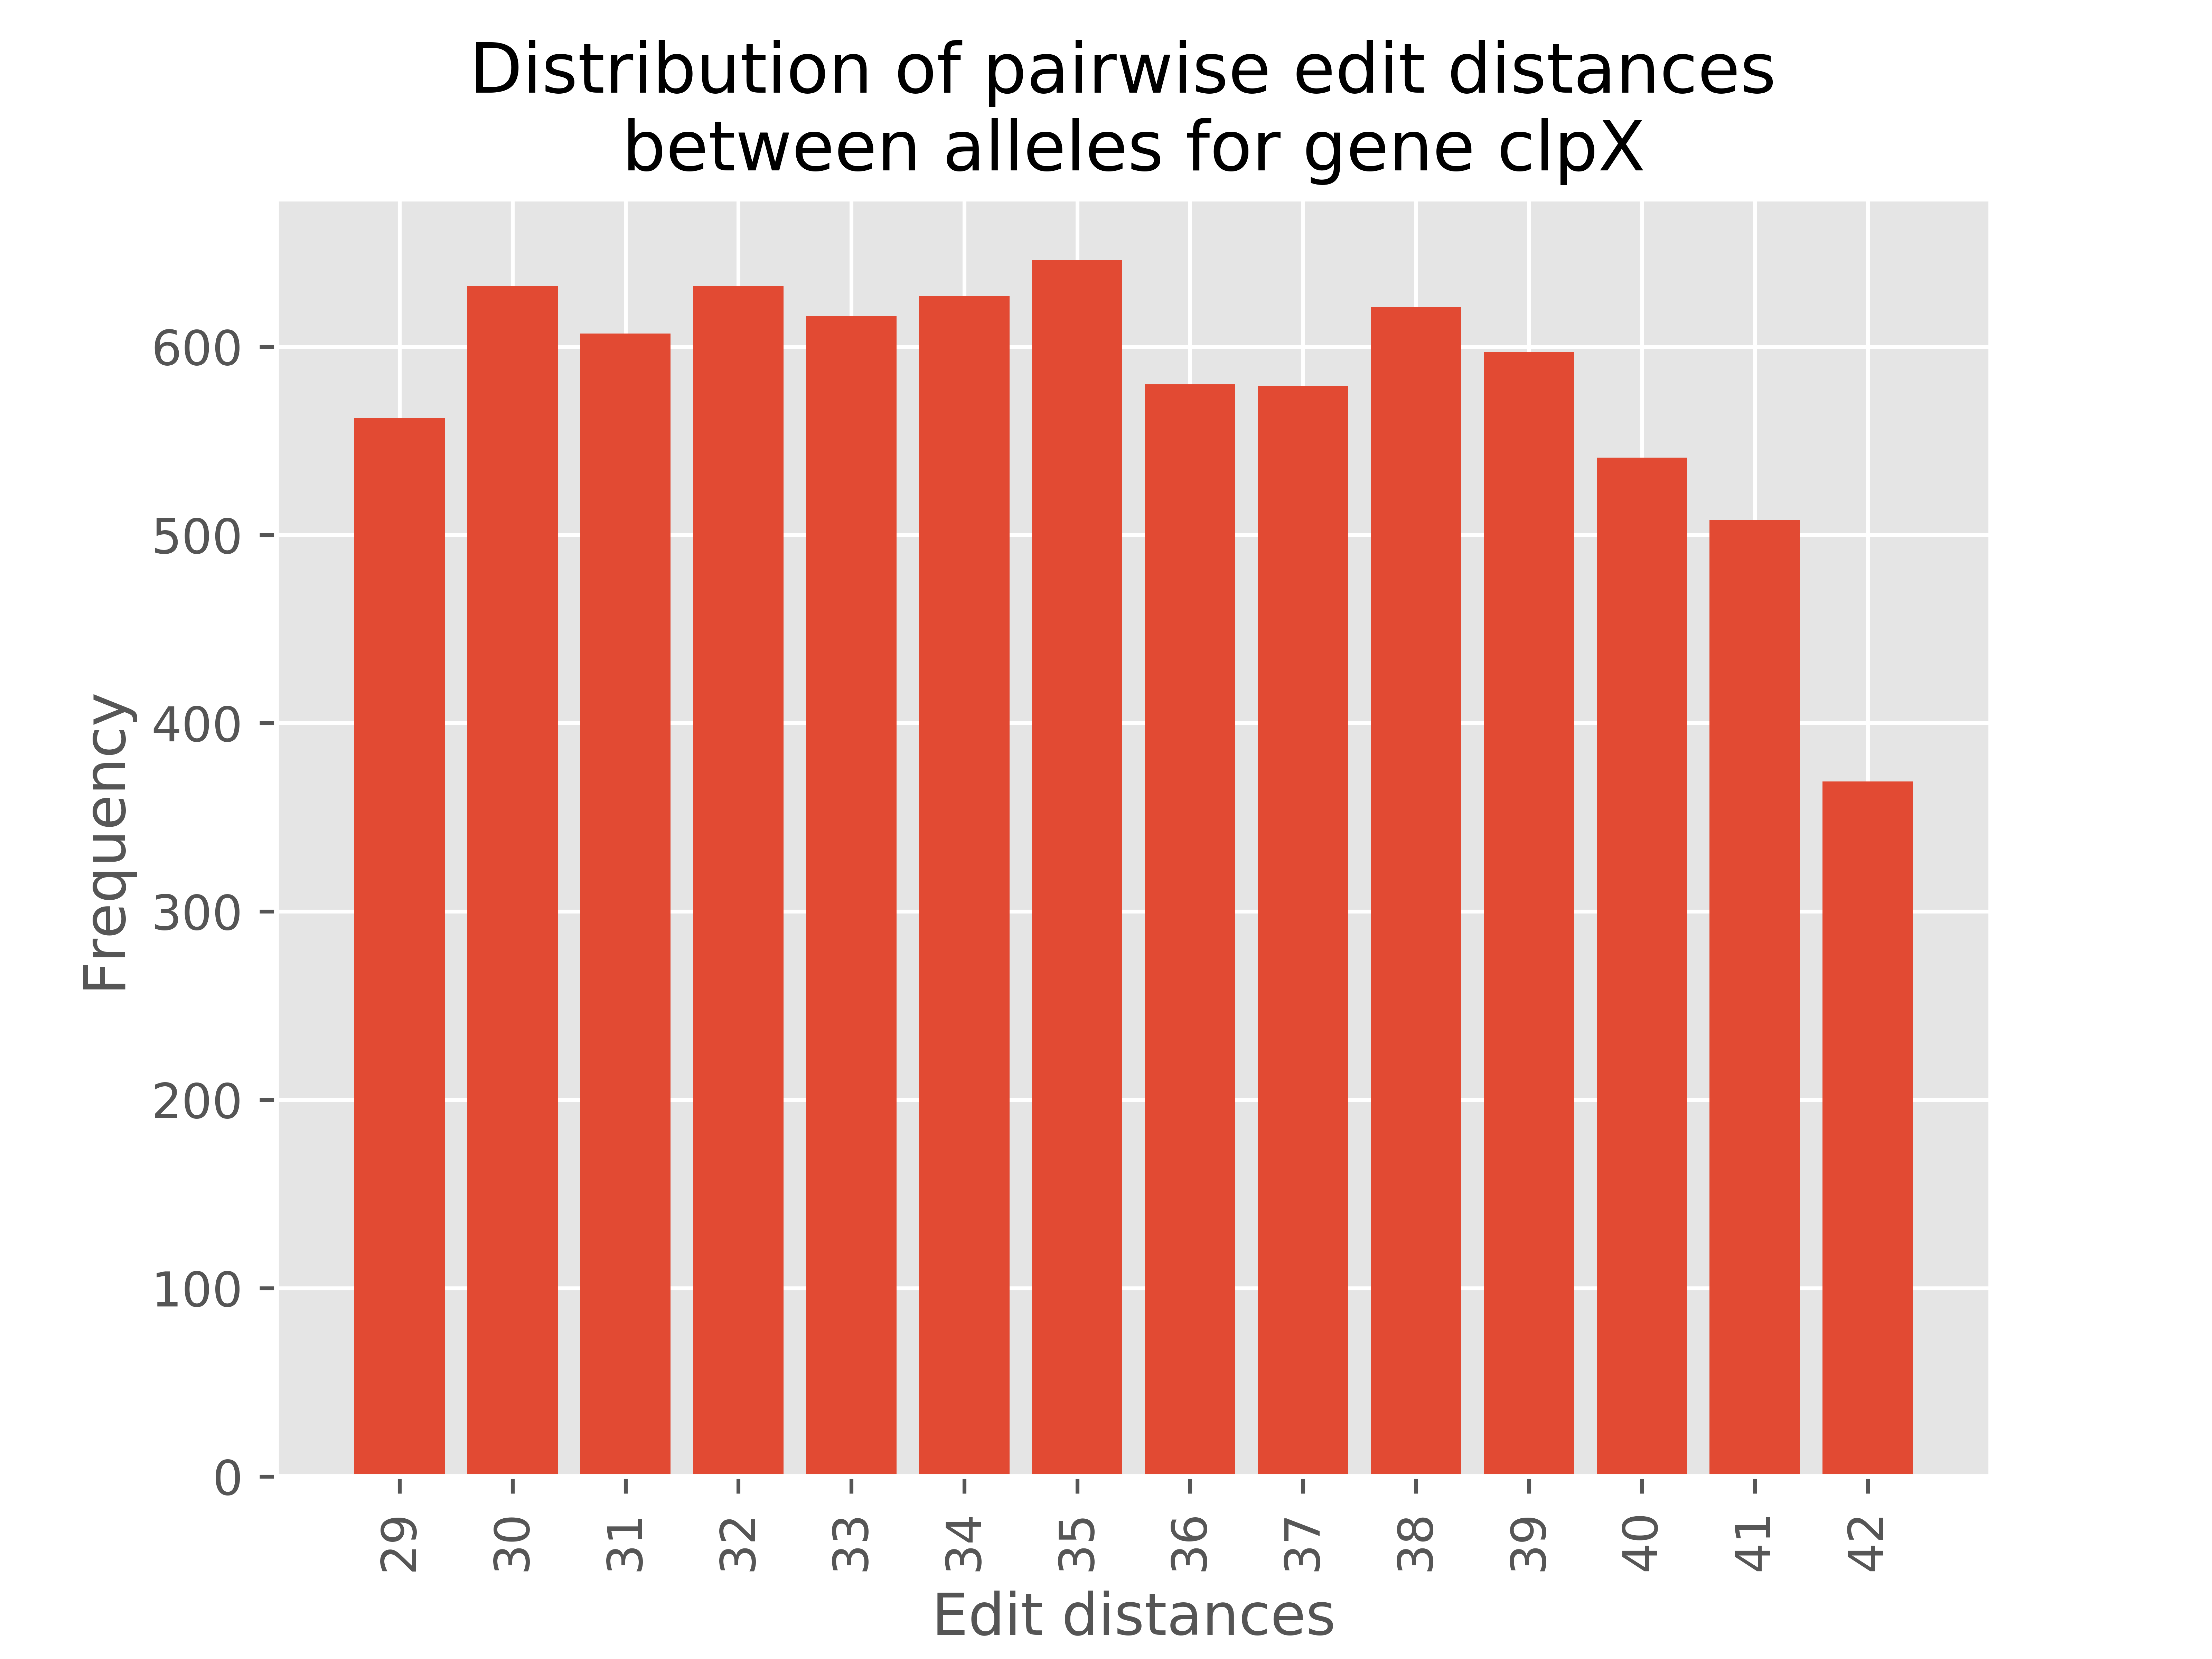 Distribution of pairwise edit distances
between alleles for gene clpX
Frequency
600
500
400
300
200
100
0
29 30 31 32 33 34 35 36 37 38 39 40 41 42
Edit distances